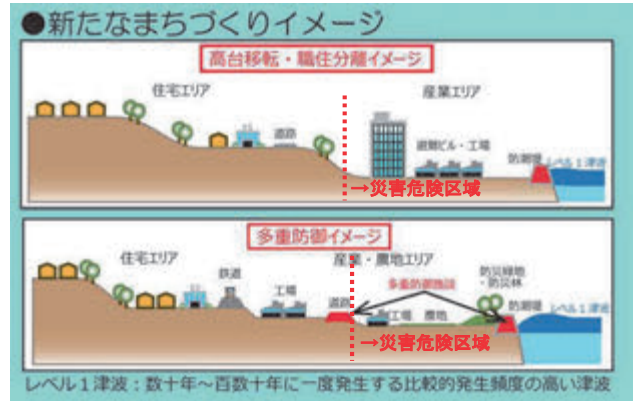 ●新たなまちづくりイメージ
高台移転・職住分離イメージ
住宅エリア
産業エリア
道路
避難ビル・工場
防潮堤
レベル1津波
→災害危険区域
多重防御イメージ
住宅エリア
産業・農地エリア
鉄道
工場
道路
多重防御施設
防災緑地
・防災林
防潮堤
レベル1津波
工場
農地
→災害危険区域
レベル1津波：数十年～百数十年に一度発生する比較的発生頻度の高い津波